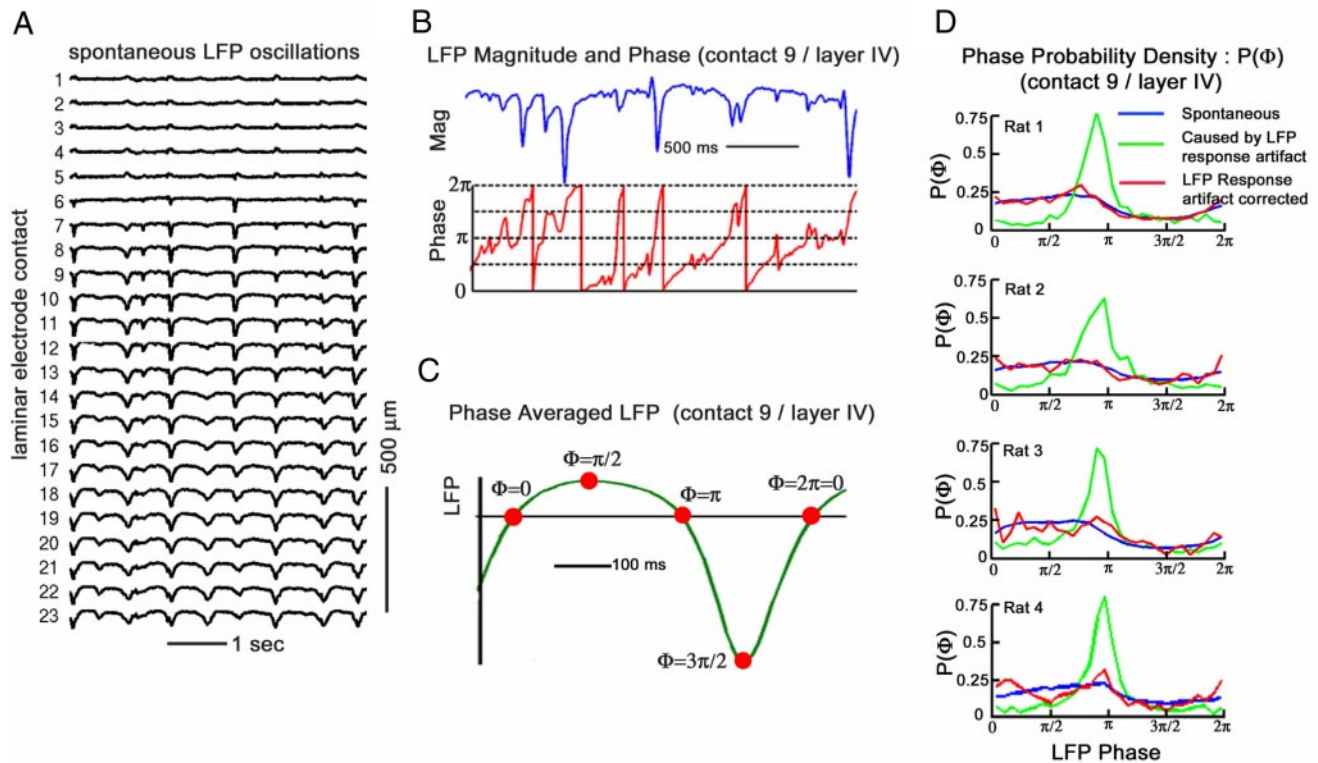 A
spontaneous LFP oscillations
laminar electrode contact
1
2
3
4
5
6
7
8
9
10
11
12
13
14
15
16
17
18
19
20
21
22
23
500 μm
1 sec
B
LFP Magnitude and Phase (contact 9 / layer IV)
Mag
500 ms
Phase
2π
π
0
C
Phase Averaged LFP (contact 9 / layer IV)
LFP
Φ=0
Φ=π/2
Φ=π
Φ=2π=0
100 ms
Φ=3π/2
D
Phase Probability Density : P(Φ)
(contact 9 / layer IV)
Rat 1
Spontaneous
Caused by LFP
response artifact
LFP Response
artifact corrected
P(Φ)
0.75
0.5
0.25
0
0 π/2 π 3π/2 2π
Rat 2
P(Φ)
0.75
0.5
0.25
0
0 π/2 π 3π/2 2π
Rat 3
P(Φ)
0.75
0.5
0.25
0
0 π/2 π 3π/2 2π
Rat 4
P(Φ)
0.75
0.5
0.25
0
0 π/2 π 3π/2 2π
LFP Phase